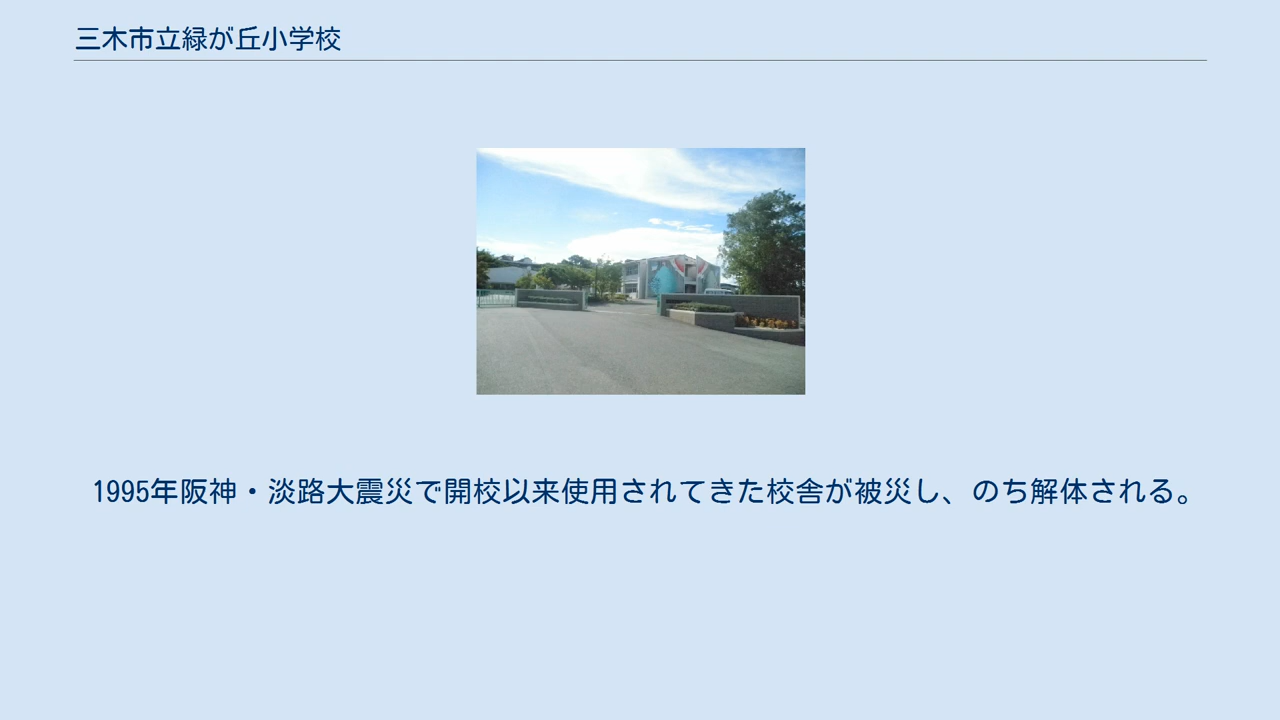 三木市立緑が丘小学校
1995年阪神・淡路大震災で開校以来使用されてきた校舎が被災し、のち解体される。